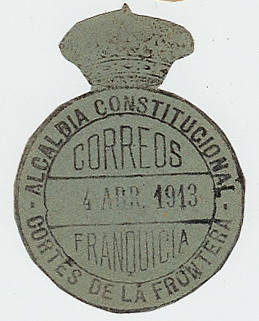 - ALCALDIA CONSTITUCIONAL -
CORREOS
4 ABR. 1913
FRANQUICIA
CORTES DE LA FRONTERA